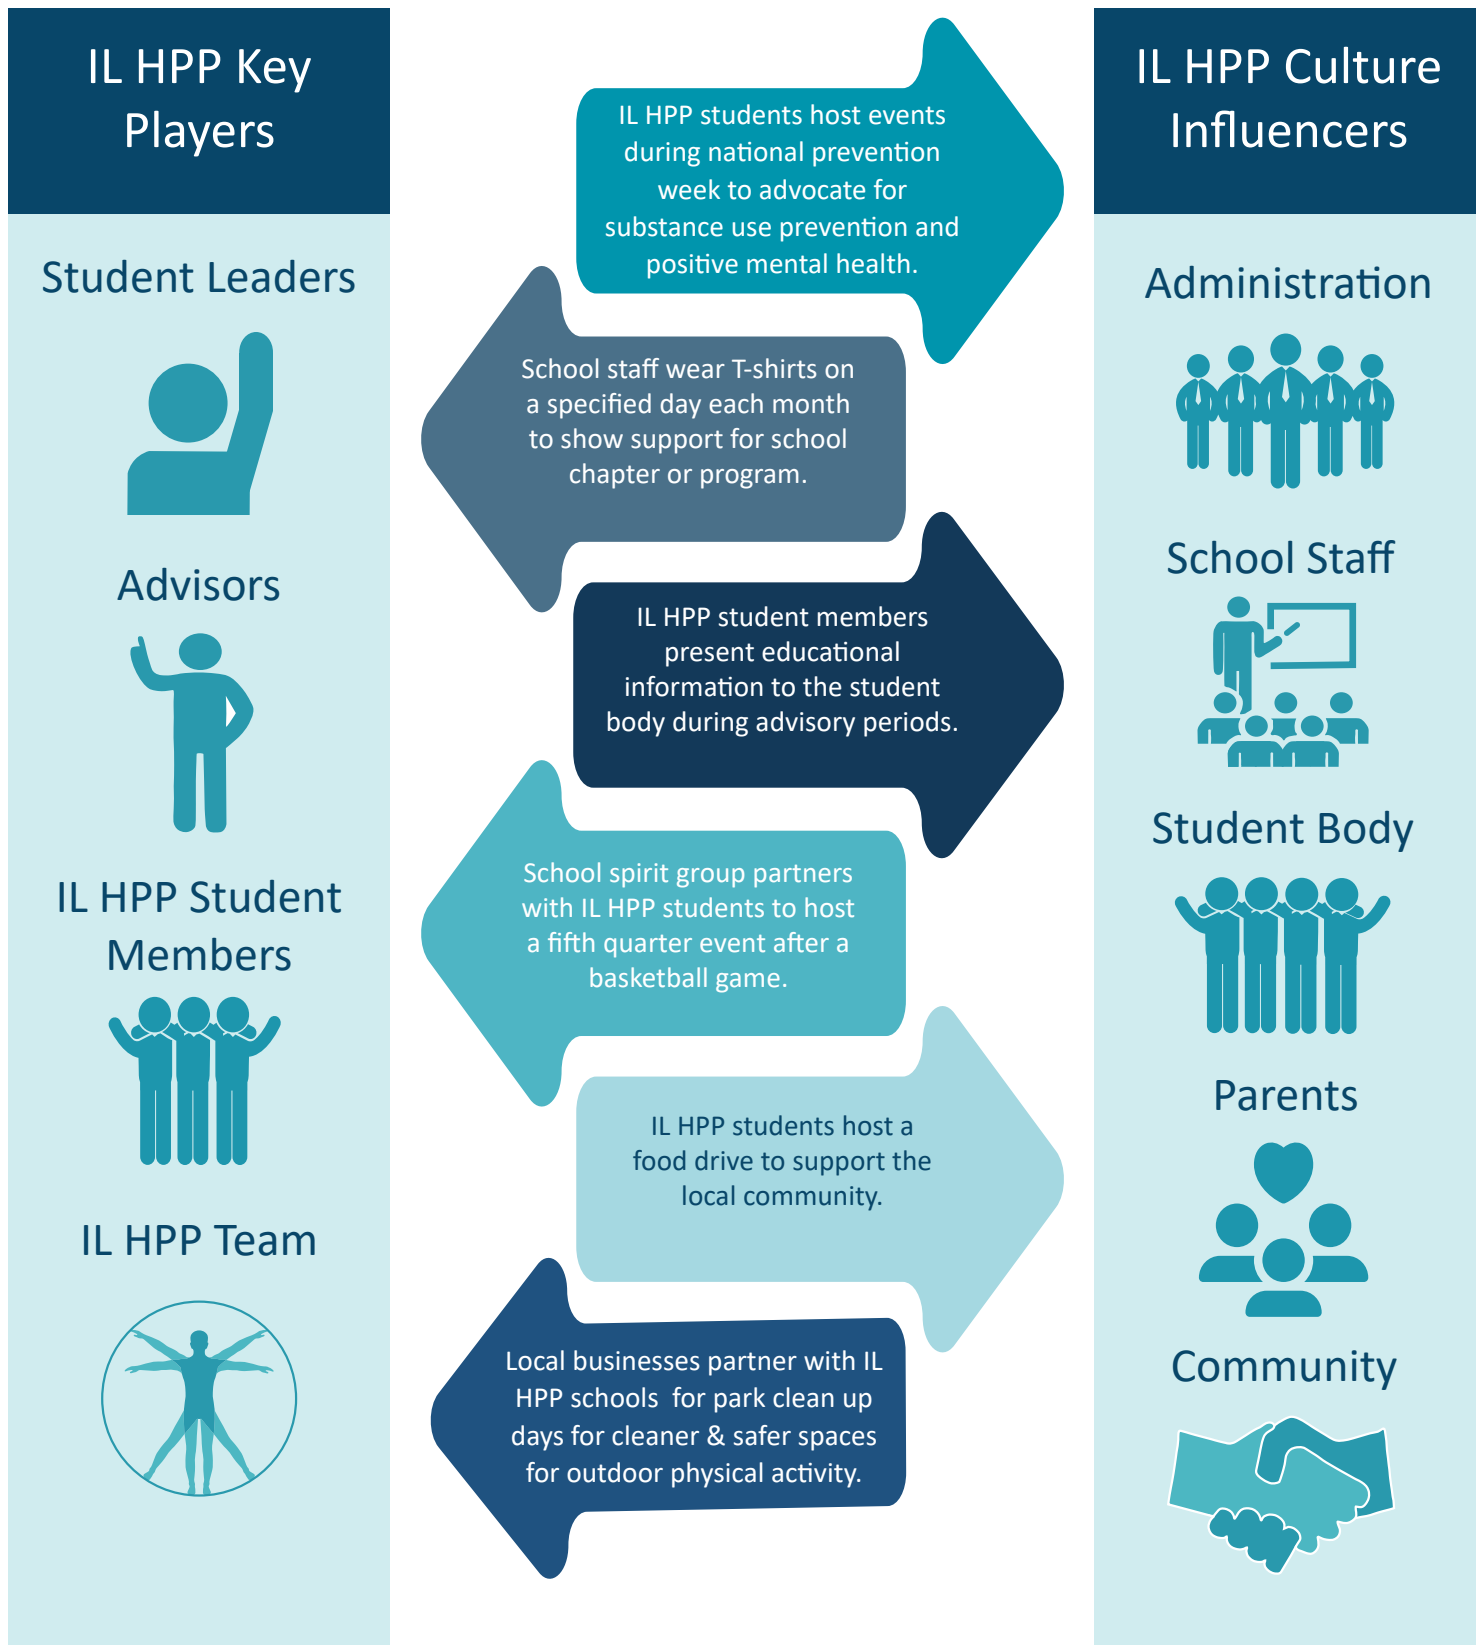 IL HPP Key
Players
Student Leaders
Advisors
IL HPP Student
Members
IL HPP Team
IL HPP students host events
during national prevention
week to advocate for
substance use prevention and
positive mental health.
School staff wear T-shirts on
a specified day each month
to show support for school
chapter or program.
IL HPP student members
present educational
information to the student
body during advisory periods.
School spirit group partners
with IL HPP students to host
a fifth quarter event after a
basketball game.
IL HPP students host a
food drive to support the
local community.
Local businesses partner with IL
HPP schools  for park clean up
days for cleaner & safer spaces
for outdoor physical activity.
IL HPP Culture
Influencers
Administration
School Staff
Student Body
Parents
Community